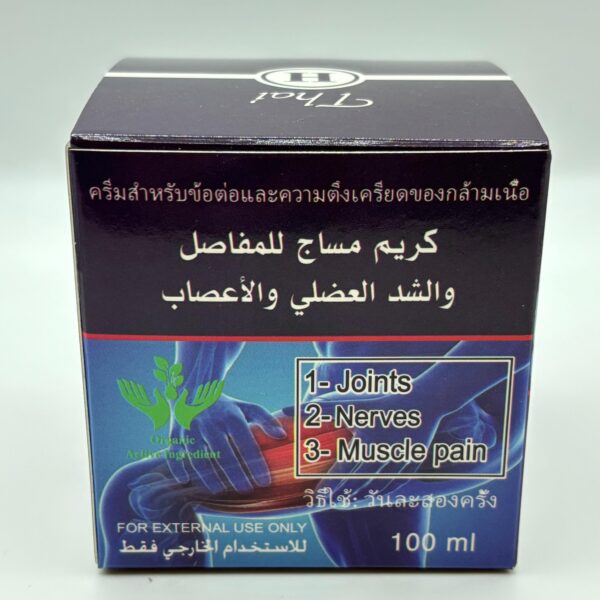 H
Thai
ครีมสำหรับข้อต่อและความตึงเครียดของกล้ามเนื้อ
كريم مساج للمفاصل
والشد العضلي والأعصاب
1- Joints
2- Nerves
3- Muscle pain
Organic
Active Ingredient
วิธีใช้: วันละสองครั้ง
FOR EXTERNAL USE ONLY
للاستخدام الخارجي فقط
100 ml